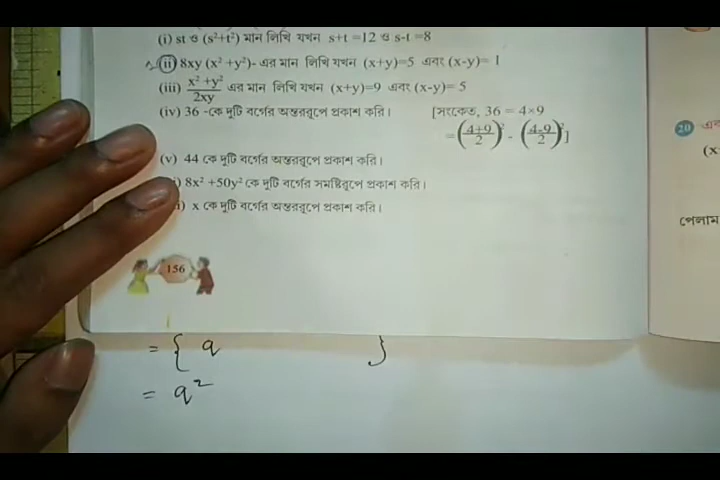 (i) st ও (s²+t²) মান লিখি যখন s+t =12 ও s-t =8
(ii) 8xy (x² +y²)- এর মান লিখি যখন (x+y)=5 এবং (x-y)= 1
(iii) x² +y²/2xy এর মান লিখি যখন (x+y)=9 এবং (x-y)= 5
(iv) 36 -কে দুটি বর্গের অন্তররূপে প্রকাশ করি। [সংকেত, 36 = 4×9
= (4+9/2)² - (4-9/2)²]
(v) 44 কে দুটি বর্গের অন্তররূপে প্রকাশ করি।
) 8x² +50y² কে দুটি বর্গের সমষ্টিরূপে প্রকাশ করি।
) x কে দুটি বর্গের অন্তররূপে প্রকাশ করি।
156
= { a }
= a²
20
(x
পেলাম